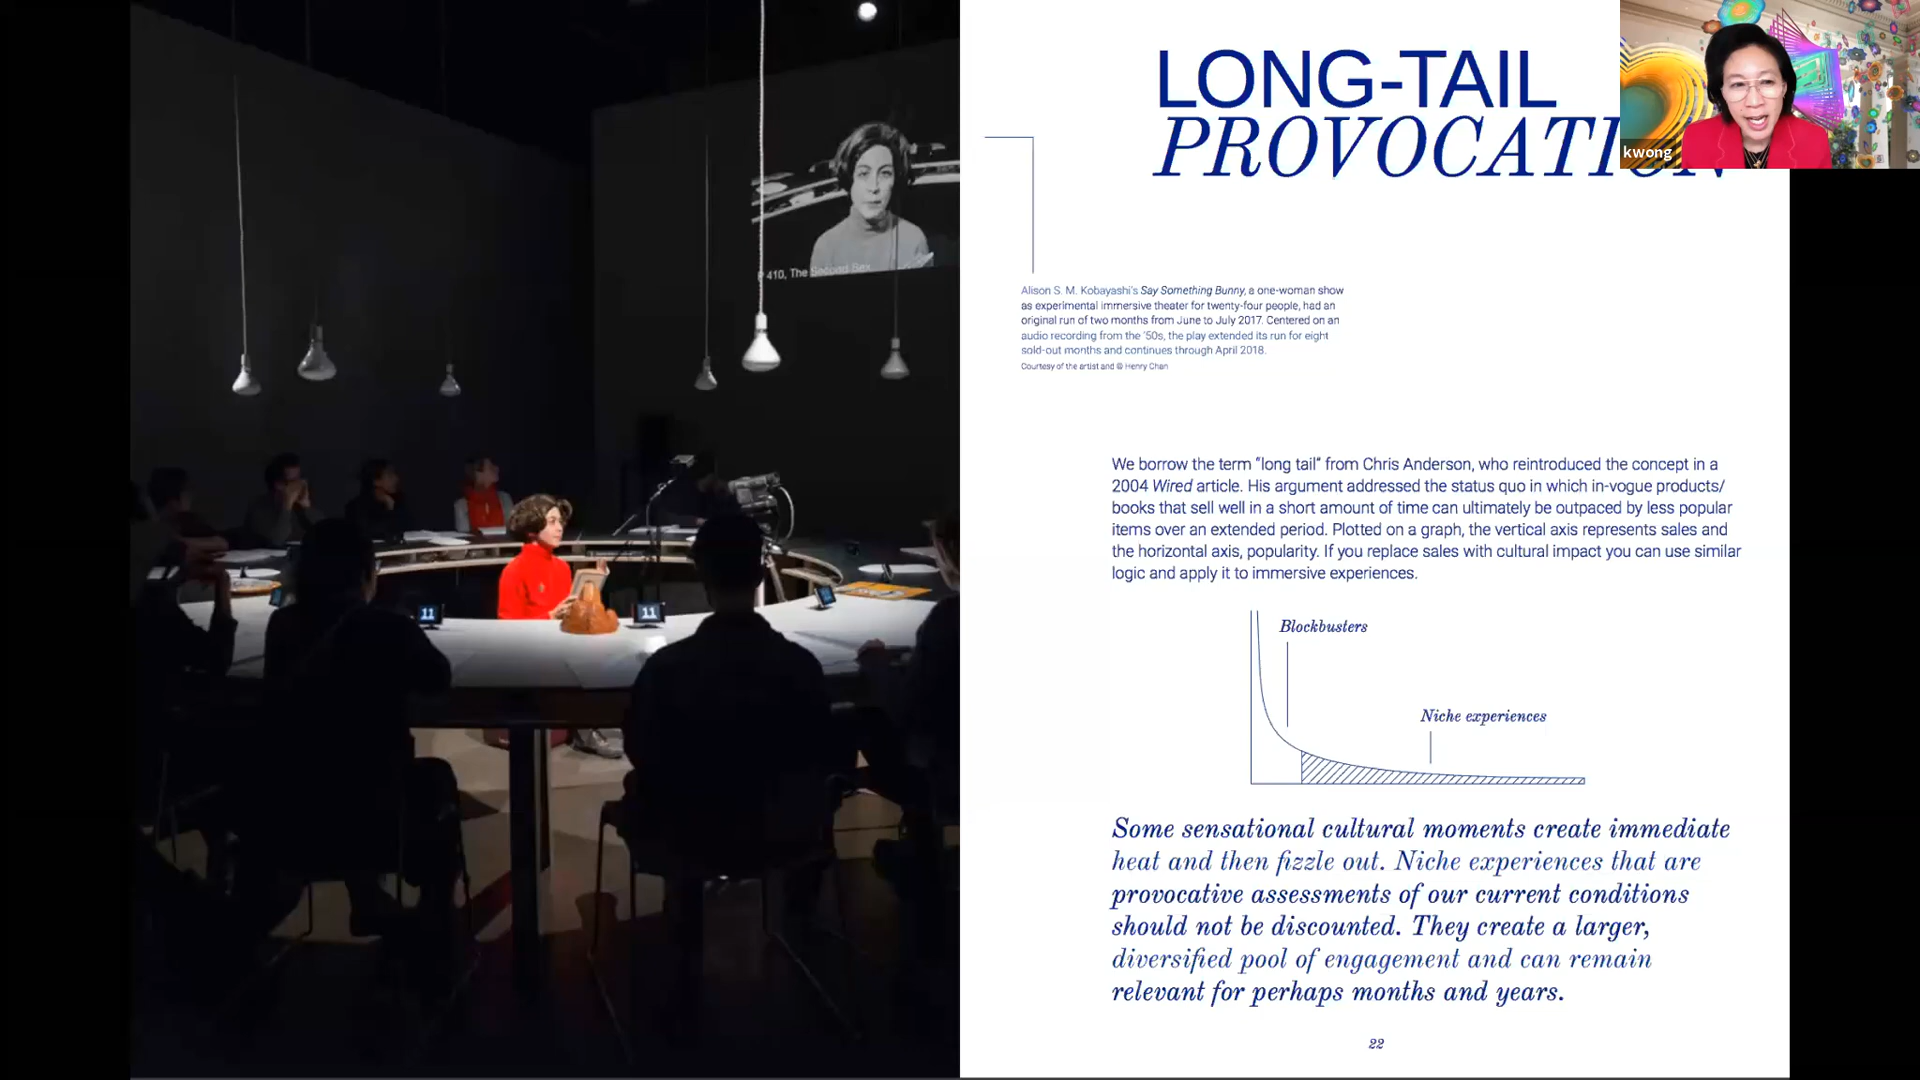 LONG-TAIL
PROVOCATION
kwong
P 410, The Second Sex
Alison S. M. Kobayashi's Say Something Bunny, a one-woman show
as experimental immersive theater for twenty-four people, had an
original run of two months from June to July 2017. Centered on an
audio recording from the '50s, the play extended its run for eight
sold-out months and continues through April 2018.
Courtesy of the artist and © Henry Chan
We borrow the term "long tail" from Chris Anderson, who reintroduced the concept in a
2004 Wired article. His argument addressed the status quo in which in-vogue products/
books that sell well in a short amount of time can ultimately be outpaced by less popular
items over an extended period. Plotted on a graph, the vertical axis represents sales and
the horizontal axis, popularity. If you replace sales with cultural impact you can use similar
logic and apply it to immersive experiences.
11
11
Blockbusters
Niche experiences
Some sensational cultural moments create immediate
heat and then fizzle out. Niche experiences that are
provocative assessments of our current conditions
should not be discounted. They create a larger,
diversified pool of engagement and can remain
relevant for perhaps months and years.
22